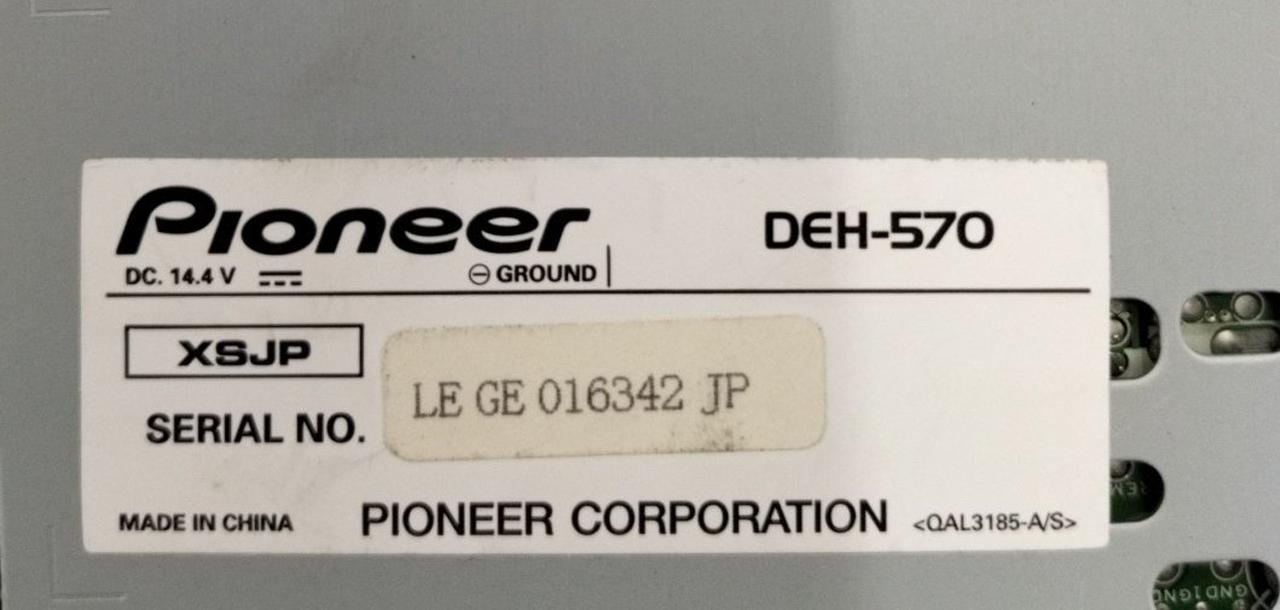 Pioneer DEH-570
DC. 14.4 V ⊖ GROUND
XSJP
LE GE 016342 JP
SERIAL NO.
MADE IN CHINA PIONEER CORPORATION <QAL3185-A/S>